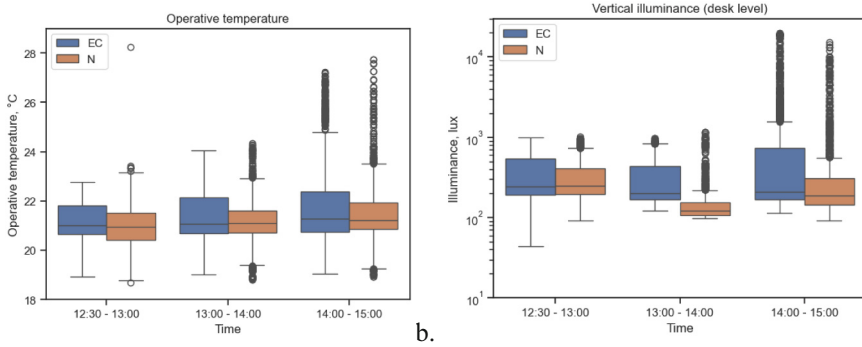 Operative temperature
EC
N
Operative temperature, °C
28
26
24
22
20
18
12:30 - 13:00
13:00 - 14:00
14:00 - 15:00
Time
b.
Vertical illuminance (desk level)
EC
N
Illuminance, lux
10⁴
10³
10²
10¹
12:30 - 13:00
13:00 - 14:00
14:00 - 15:00
Time